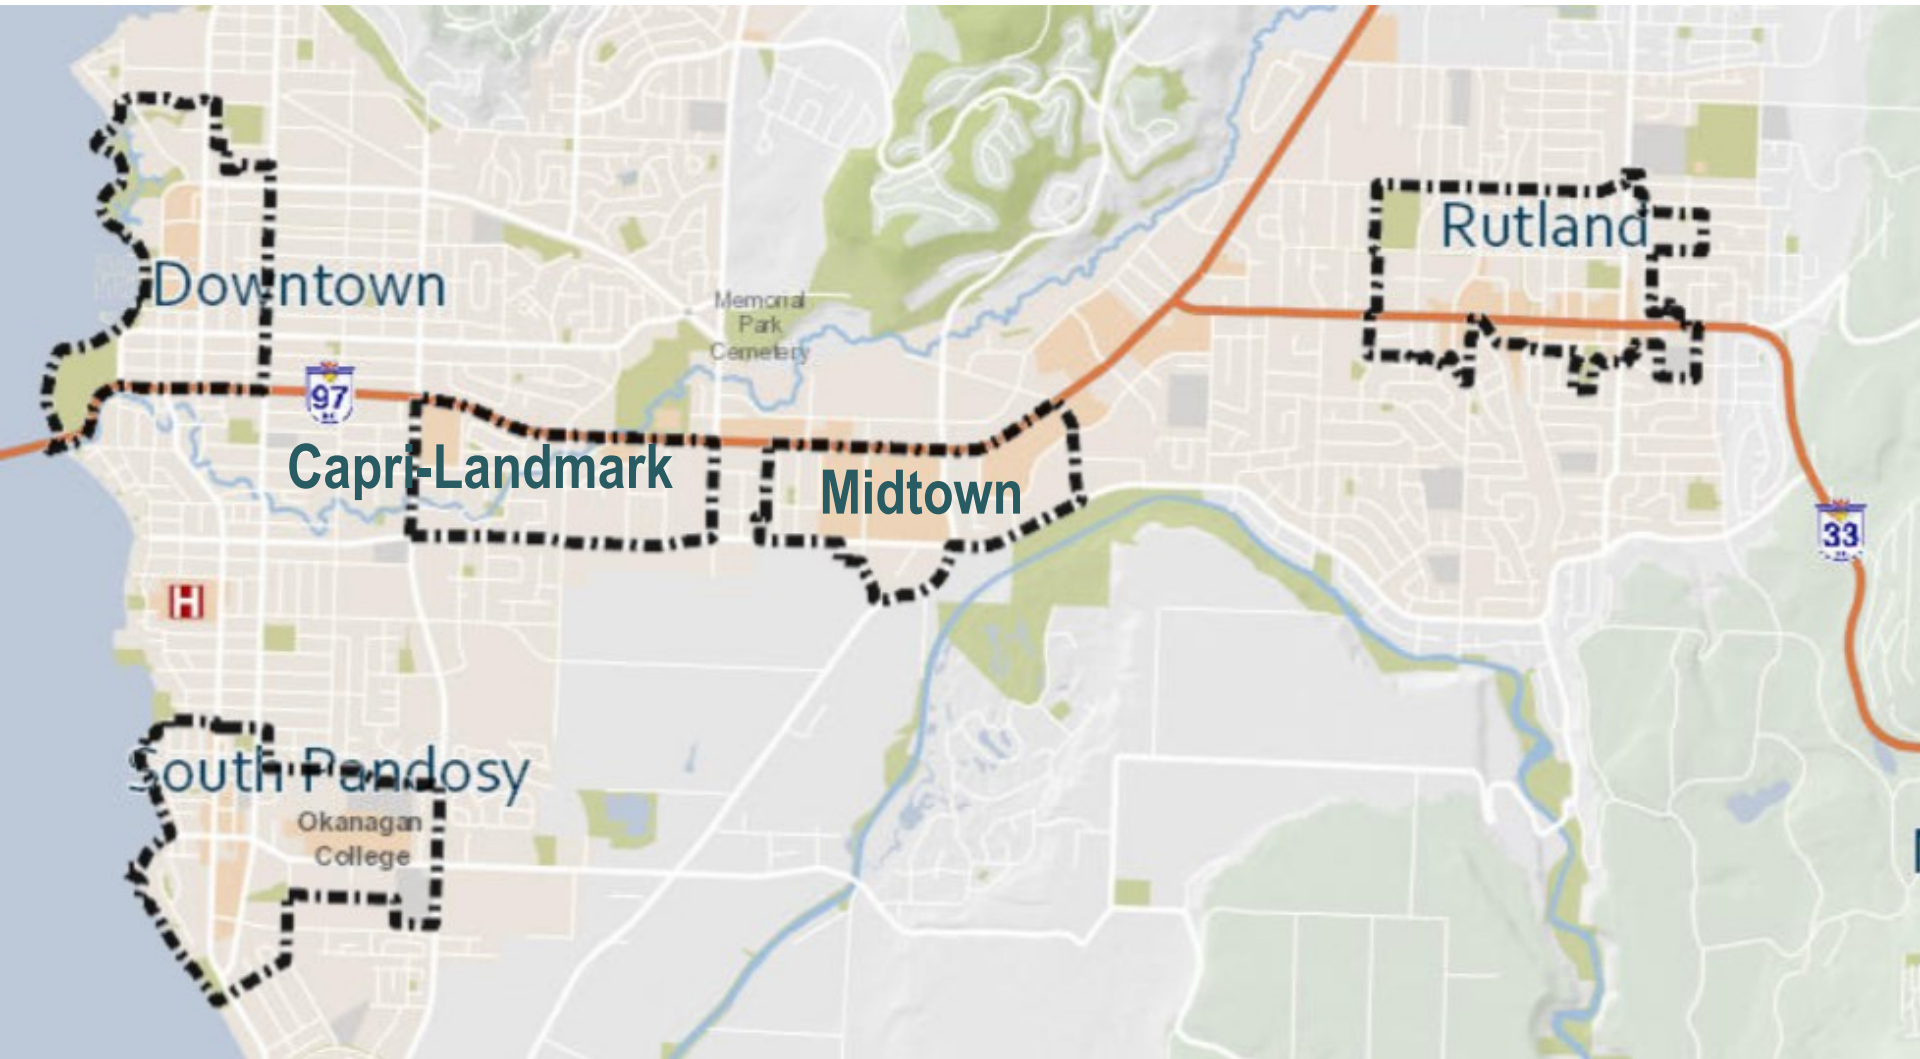 Rutland
Downtown
Memorial
Park
Cemetery
97
Capri-Landmark
Midtown
33
H
South Pandosy
Okanagan
College